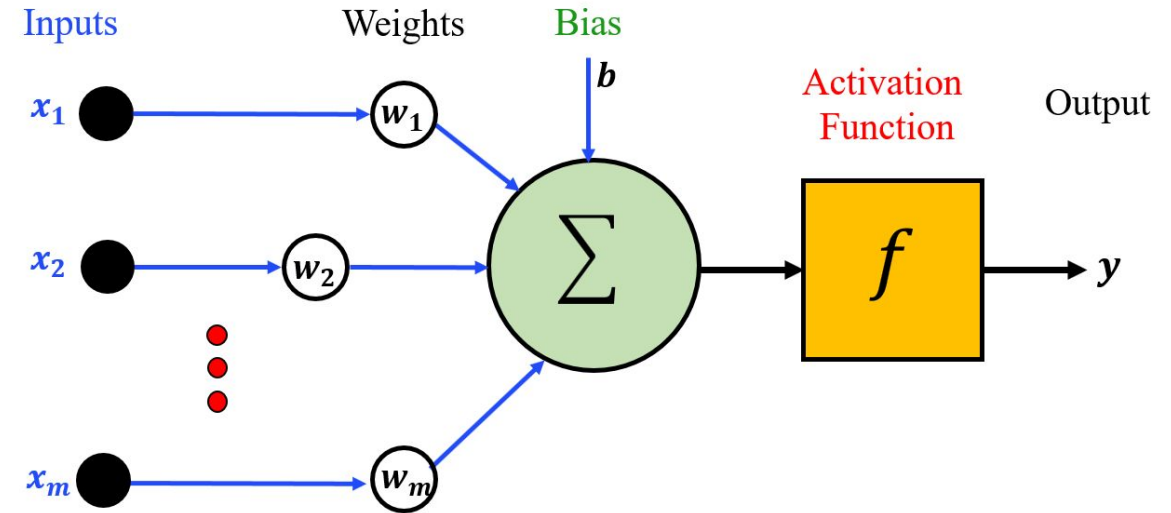 Inputs
Weights
Bias
b
Activation
Function
Output
x₁
w₁
x₂
w₂
∑
f
y
xₘ
wₘ